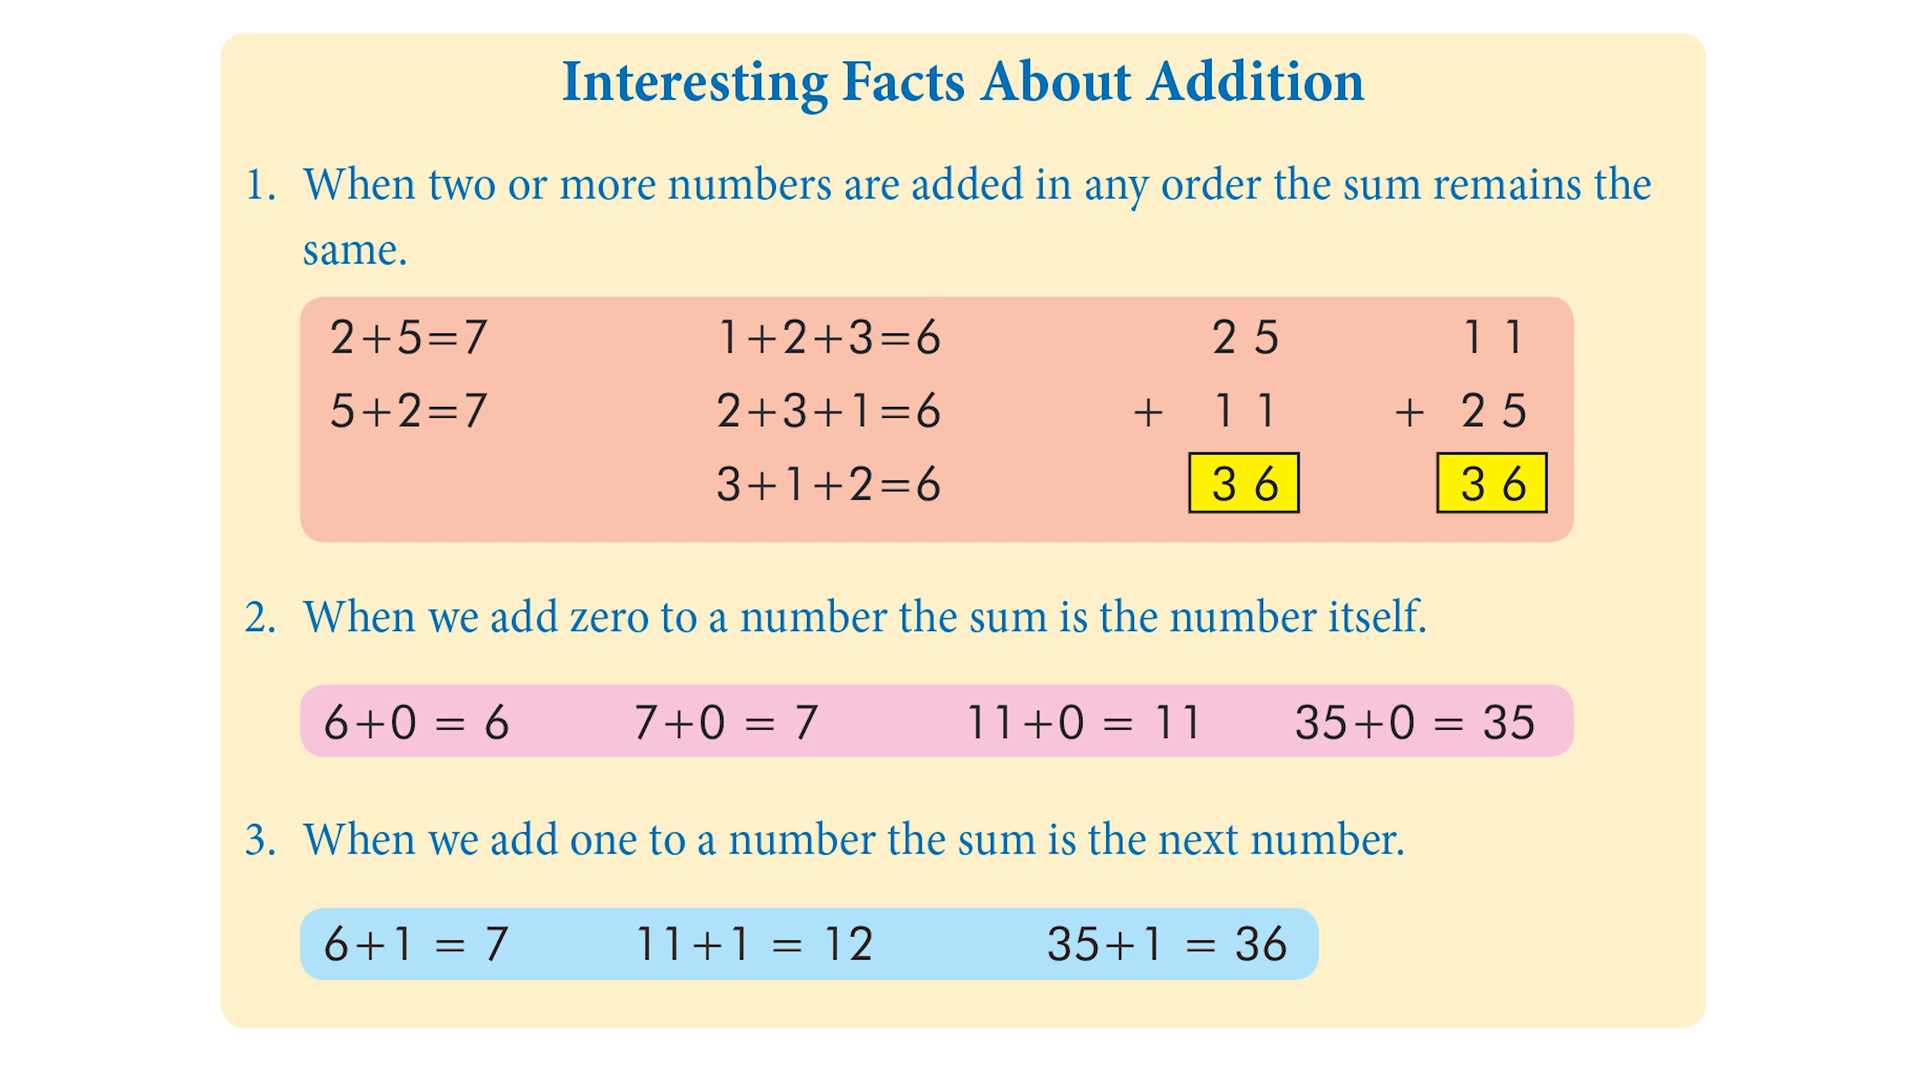 Interesting Facts About Addition
1. When two or more numbers are added in any order the sum remains the
same.
2+5=7 1+2+3=6 2 5 1 1
5+2=7 2+3+1=6 + 1 1 + 2 5
3+1+2=6 3 6 3 6
2. When we add zero to a number the sum is the number itself.
6+0 = 6 7+0 = 7 11+0 = 11 35+0 = 35
3. When we add one to a number the sum is the next number.
6+1 = 7 11+1 = 12 35+1 = 36